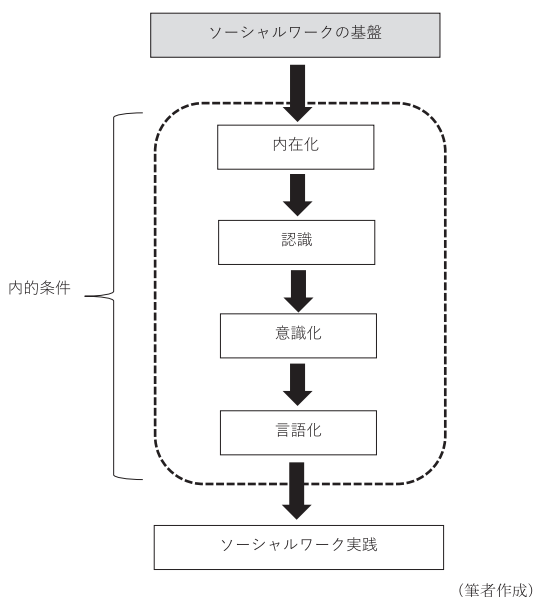 ソーシャルワークの基盤
内在化
認識
内的条件
意識化
言語化
ソーシャルワーク実践
（筆者作成）